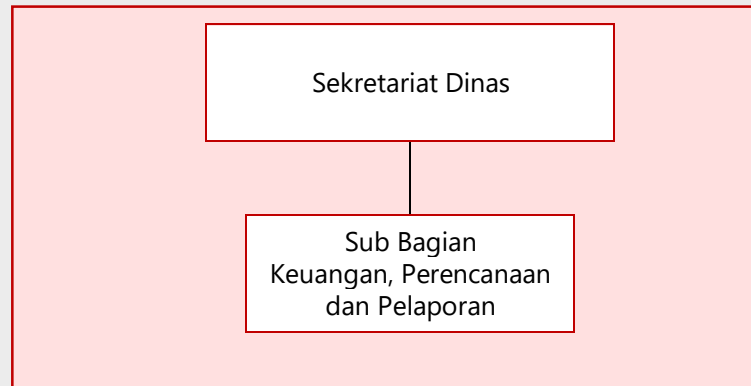 Sekretariat Dinas
Sub Bagian
Keuangan, Perencanaan
dan Pelaporan